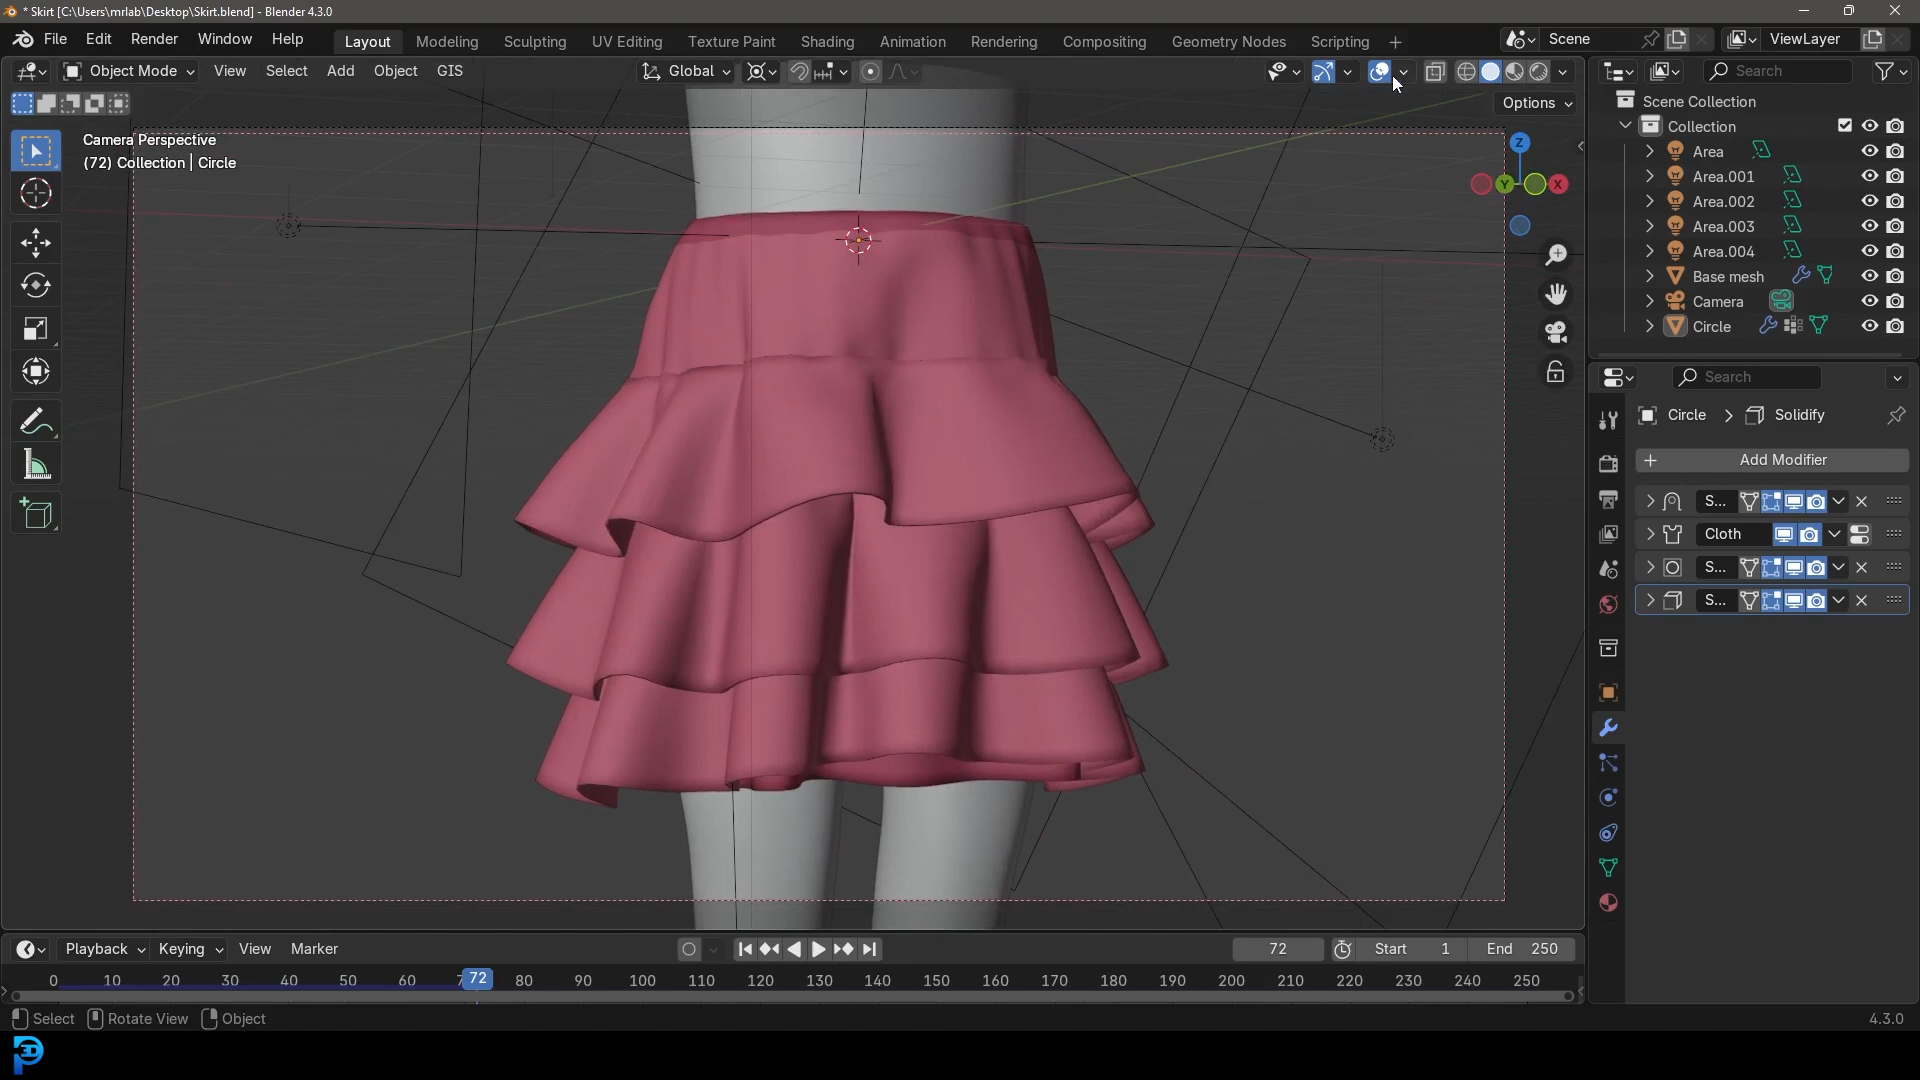 * Skirt [C:\Users\mrlab\Desktop\Skirt.blend] - Blender 4.3.0
File Edit Render Window Help
Layout Modeling Sculpting UV Editing Texture Paint Shading Animation Rendering Compositing Geometry Nodes Scripting +
Scene
ViewLayer
Object Mode View Select Add Object GIS
Global
Search
Options
Camera Perspective
(72) Collection | Circle
Z
Y
X
Scene Collection
Collection
Area
Area.001
Area.002
Area.003
Area.004
Base mesh
Camera
Circle
Search
Circle > Solidify
+ Add Modifier
S...
Cloth
S...
S...
Playback Keying View Marker
72
Start 1
End 250
0 10 20 30 40 50 60 7 72 80 90 100 110 120 130 140 150 160 170 180 190 200 210 220 230 240 250
Select Rotate View Object
4.3.0
3D